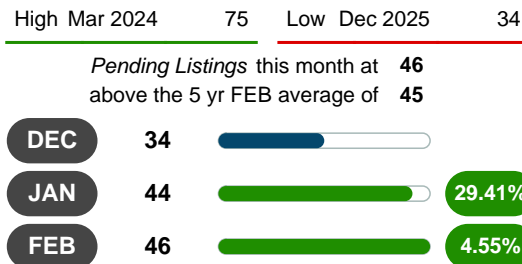 High Mar 2024 75 Low Dec 2025 34
Pending Listings this month at 46
above the 5 yr FEB average of 45
DEC 34
JAN 44 29.41%
FEB 46 4.55%